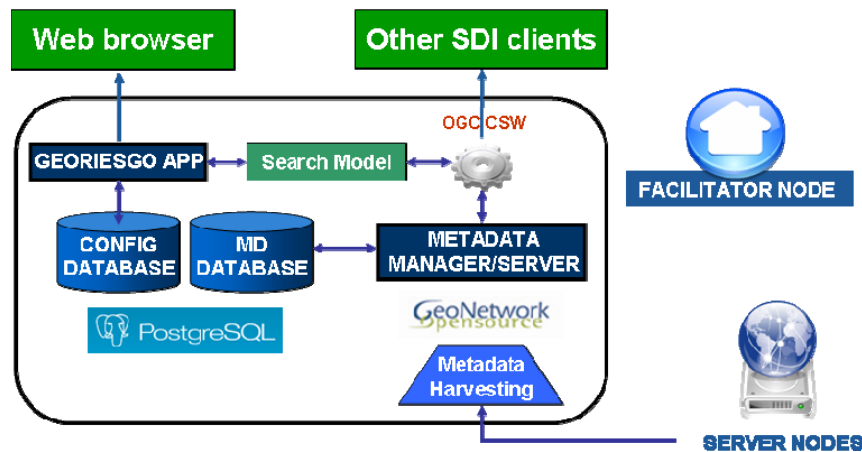 Web browser
Other SDI clients
OGC CSW
GEORIESGO APP
Search Model
FACILITATOR NODE
CONFIG
DATABASE
MD
DATABASE
METADATA
MANAGER/SERVER
PostgreSQL
GeoNetwork
Opensource
Metadata
Harvesting
SERVER NODES